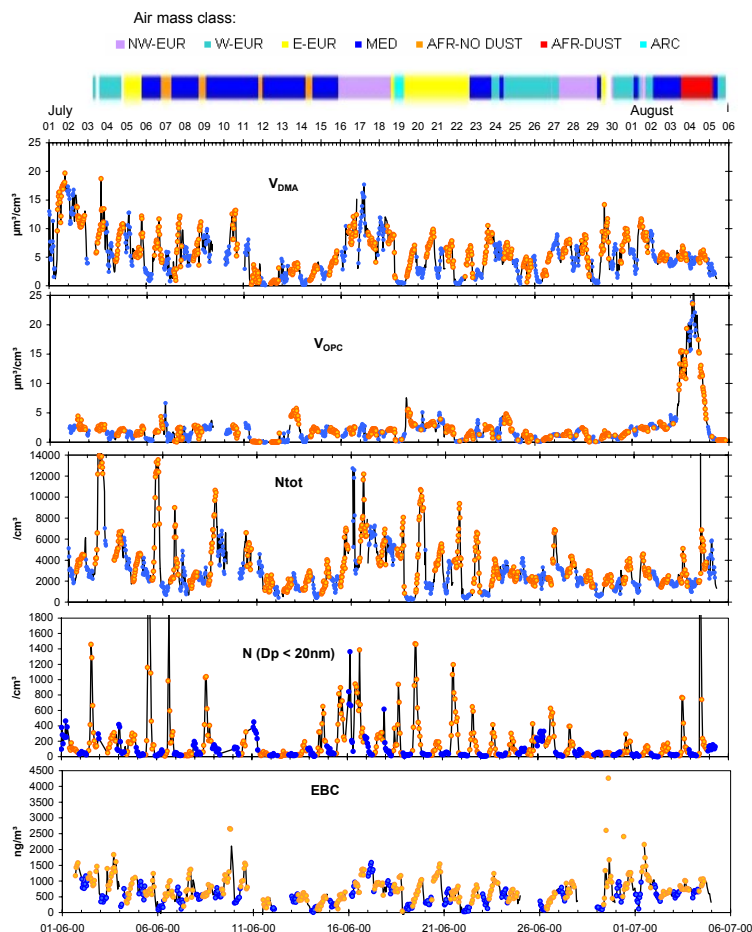 Air mass class:
NW-EUR W-EUR E-EUR MED AFR-NO DUST AFR-DUST ARC
July August
01 02 03 04 05 06 07 08 09 10 11 12 13 14 15 16 17 18 19 20 21 22 23 24 25 26 27 28 29 30 31 01 02 03 04 05 06
25
20
15
10
5
0
µm³/cm³
V_DMA
25
20
15
10
5
0
µm³/cm³
V_OPC
14000
12000
10000
8000
6000
4000
2000
0
/cm³
Ntot
1800
1600
1400
1200
1000
800
600
400
200
0
/cm³
N (Dp < 20nm)
4500
4000
3500
3000
2500
2000
1500
1000
500
0
ng/m³
EBC
01-06-00 06-06-00 11-06-00 16-06-00 21-06-00 26-06-00 01-07-00 06-07-00